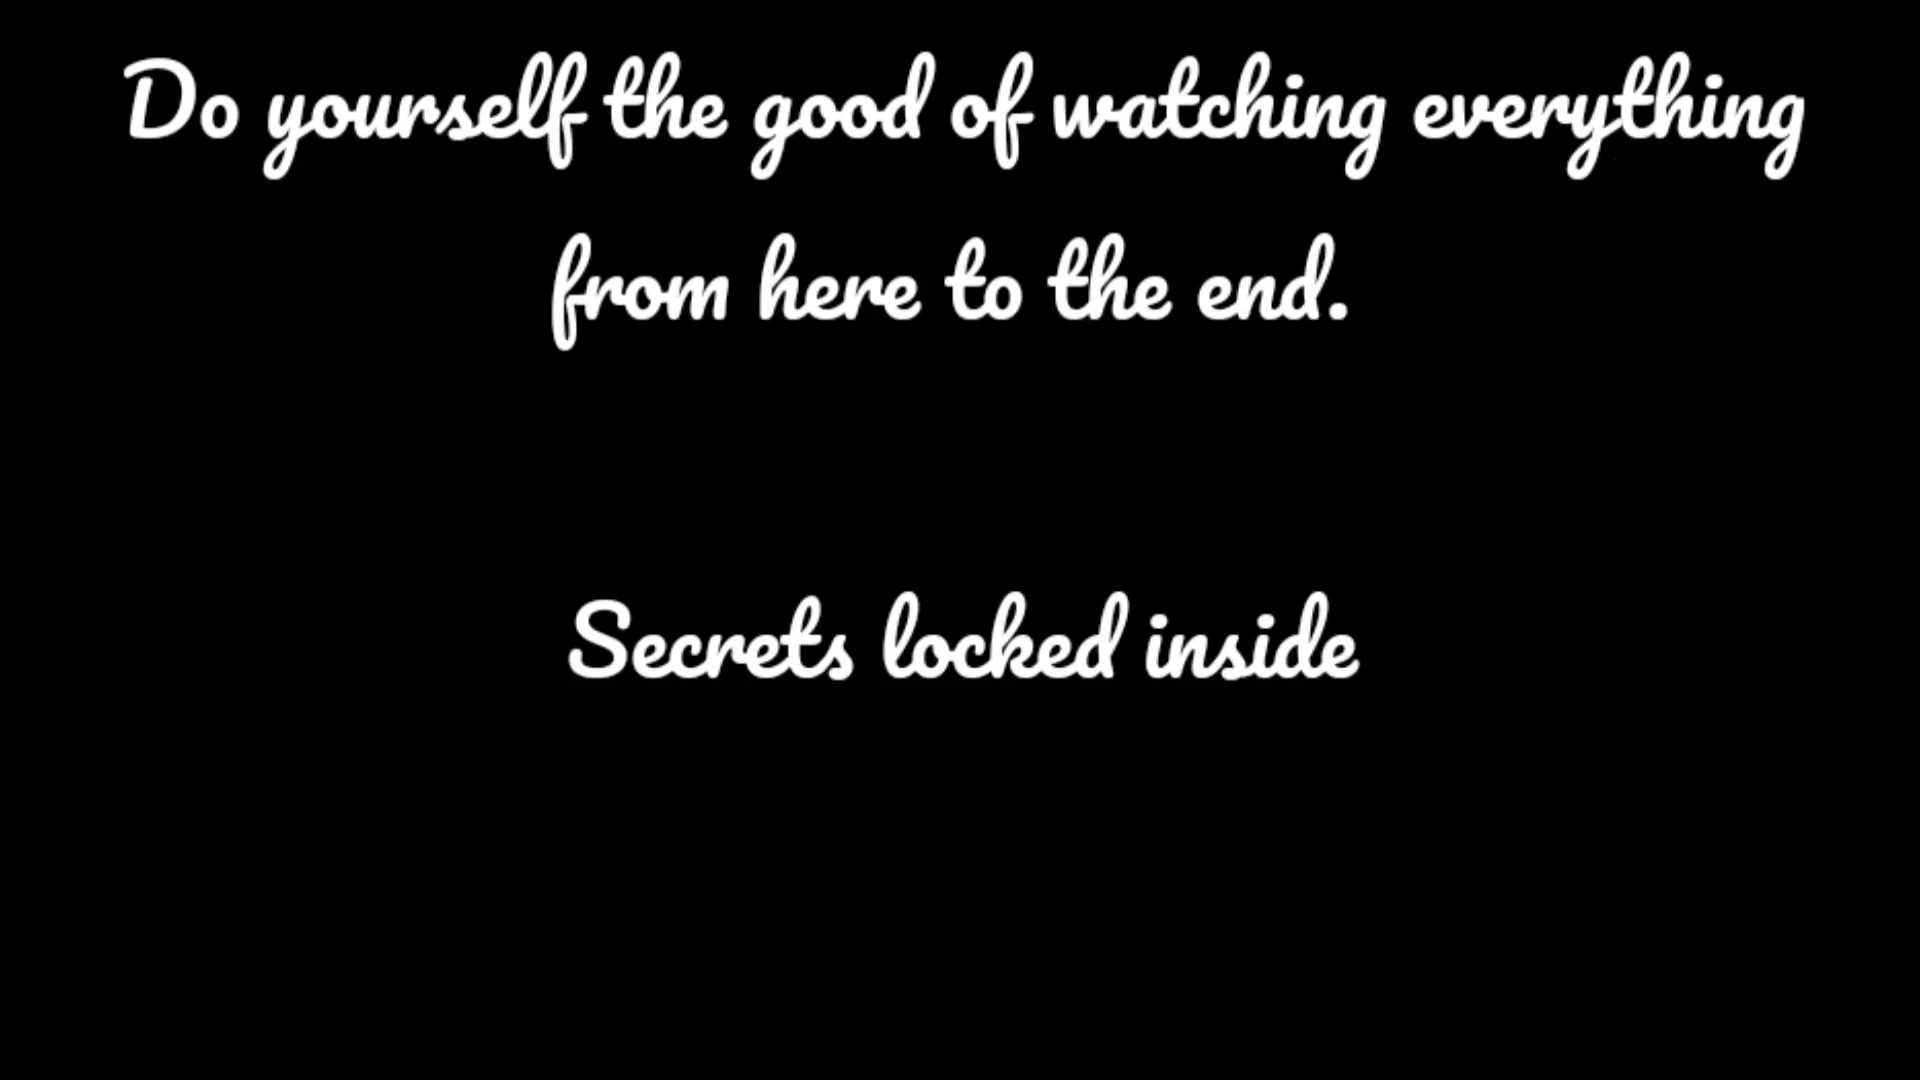 Do yourself the good of watching everything
from here to the end.
Secrets locked inside